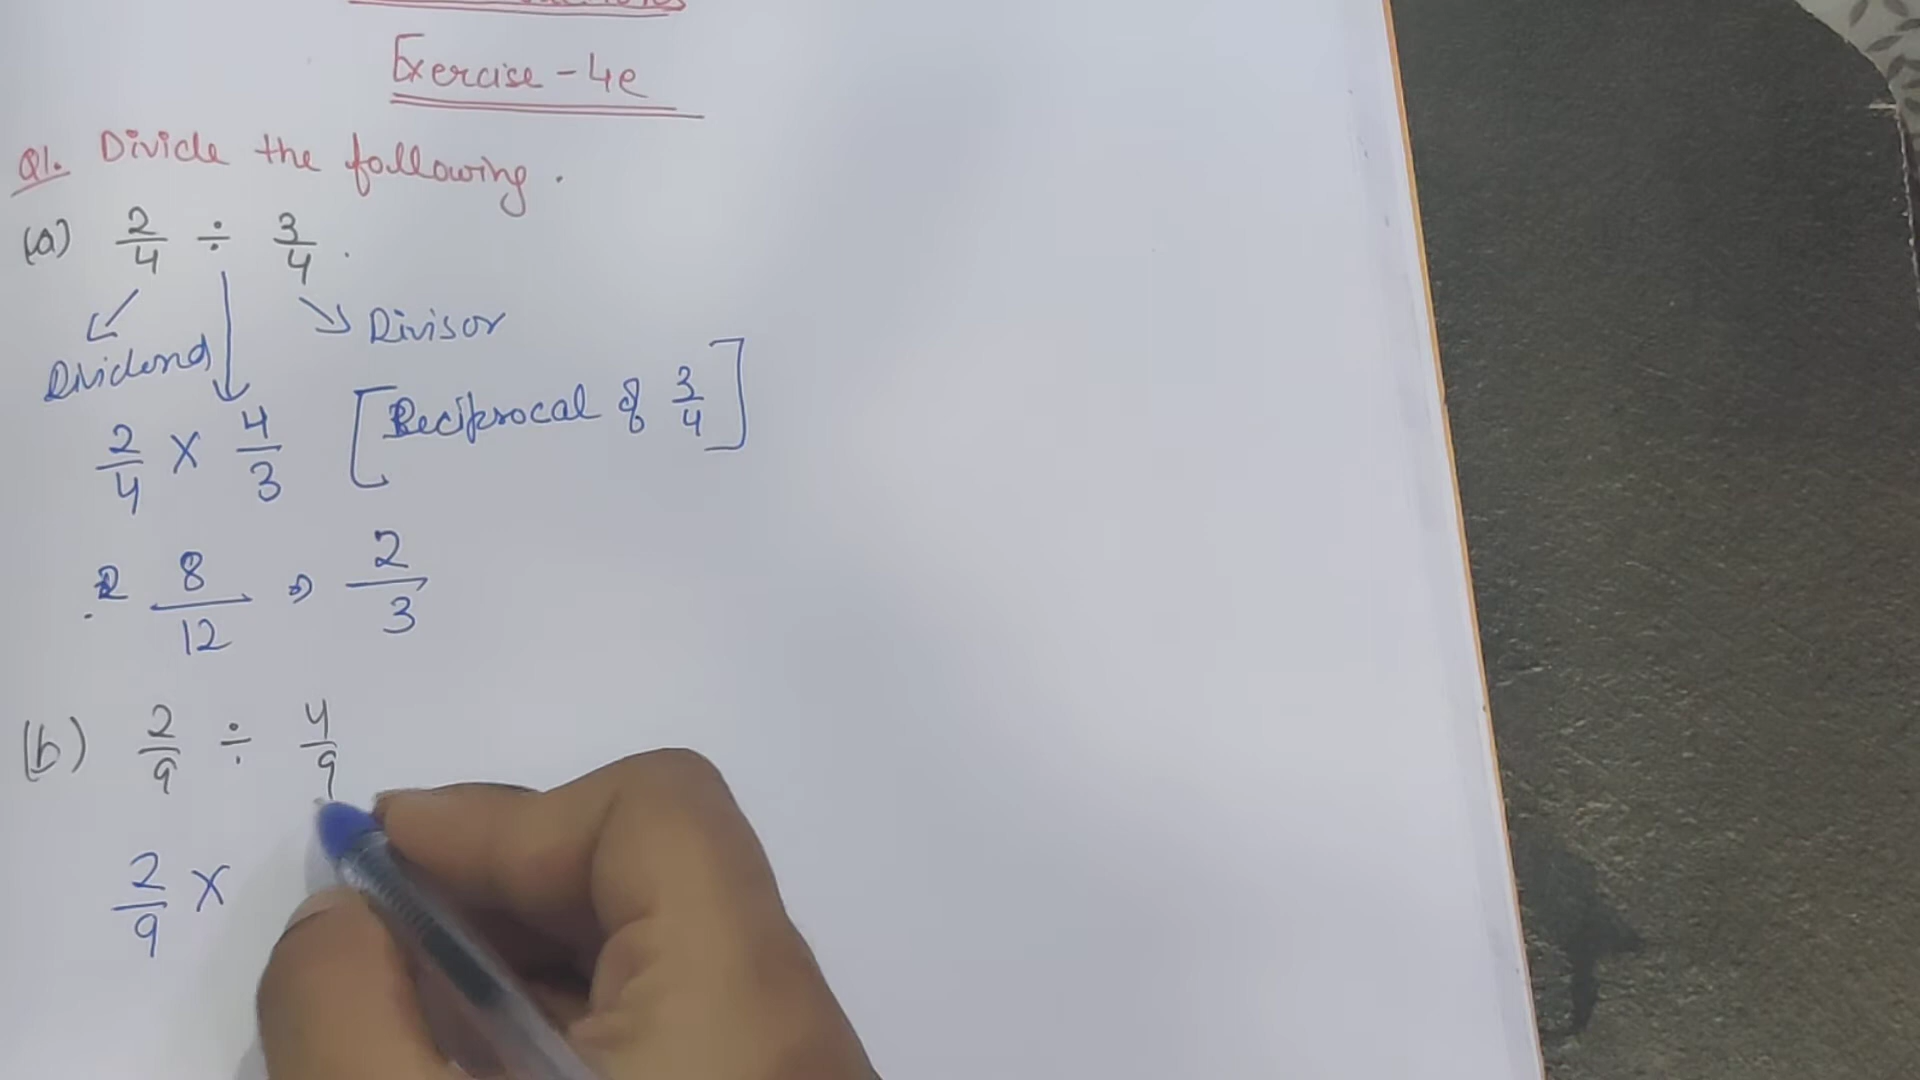 Exercise - 4e
Q1. Divide the following.
(a) 2/4 ÷ 3/4.
Dividend
Divisor
2/4 × 4/3 [Reciprocal of 3/4]
8/12 ⇒ 2/3
(b) 2/9 ÷ 4/9
2/9 ×